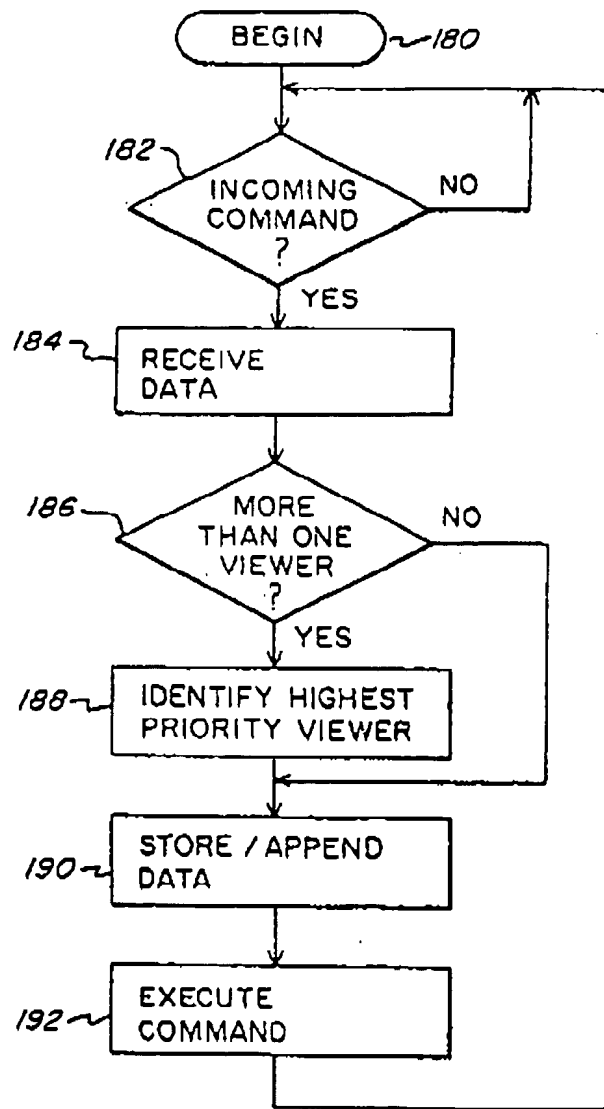 BEGIN
180
182
INCOMING
COMMAND
?
NO
YES
184
RECEIVE
DATA
186
MORE
THAN ONE
VIEWER
?
NO
YES
188
IDENTIFY HIGHEST
PRIORITY VIEWER
190
STORE / APPEND
DATA
192
EXECUTE
COMMAND